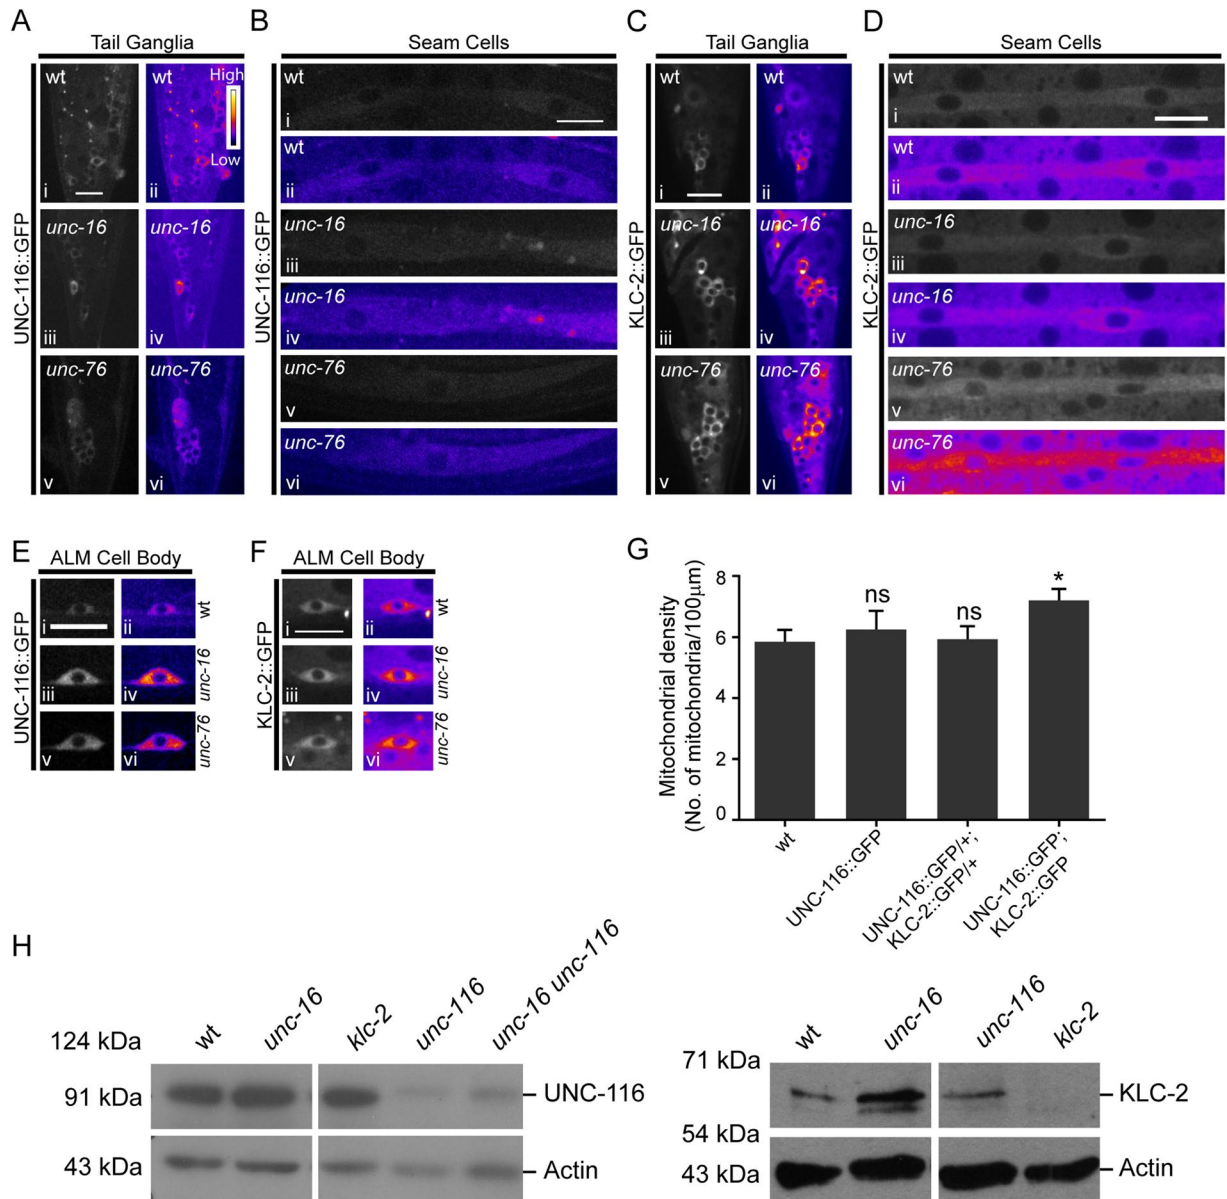 A
Tail Ganglia
UNC-116::GFP
wt
i
wt
High
Low
ii
unc-16
iii
unc-16
iv
unc-76
v
unc-76
vi
B
Seam Cells
UNC-116::GFP
wt
i
wt
ii
unc-16
iii
unc-16
iv
unc-76
v
unc-76
vi
C
Tail Ganglia
KLC-2::GFP
wt
i
wt
ii
unc-16
iii
unc-16
iv
unc-76
v
unc-76
vi
D
Seam Cells
KLC-2::GFP
wt
i
wt
ii
unc-16
iii
unc-16
iv
unc-76
v
unc-76
vi
E
ALM Cell Body
UNC-116::GFP
i
ii
wt
iii
iv
unc-16
v
vi
unc-76
F
ALM Cell Body
KLC-2::GFP
i
ii
wt
iii
iv
unc-16
v
vi
unc-76
G
Mitochondrial density
(No. of mitochondria/100μm)
8
6
4
2
0
ns
ns
*
wt
UNC-116::GFP
UNC-116::GFP/+;
KLC-2::GFP/+
UNC-116::GFP;
KLC-2::GFP
H
wt
unc-16
klc-2
unc-116
unc-16 unc-116
124 kDa
91 kDa
UNC-116
43 kDa
Actin
wt
unc-16
unc-116
klc-2
71 kDa
KLC-2
54 kDa
43 kDa
Actin